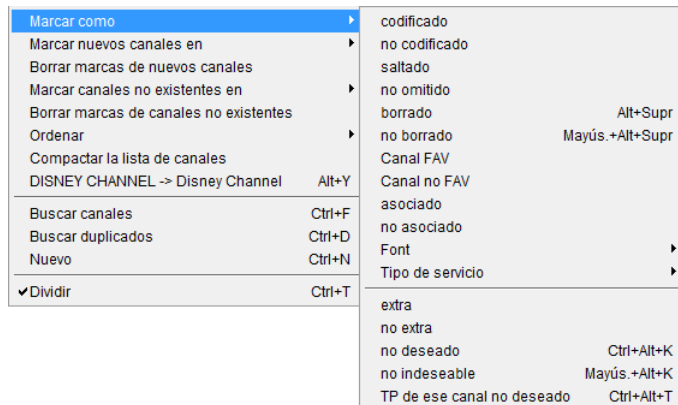 Marcar como
Marcar nuevos canales en
Borrar marcas de nuevos canales
Marcar canales no existentes en
Borrar marcas de canales no existentes
Ordenar
Compactar la lista de canales
DISNEY CHANNEL -> Disney Channel Alt+Y
Buscar canales Ctrl+F
Buscar duplicados Ctrl+D
Nuevo Ctrl+N
Dividir Ctrl+T
codificado
no codificado
saltado
no omitido
borrado Alt+Supr
no borrado Mayús.+Alt+Supr
Canal FAV
Canal no FAV
asociado
no asociado
Font
Tipo de servicio
extra
no extra
no deseado Ctrl+Alt+K
no indeseable Mayús.+Alt+K
TP de ese canal no deseado Ctrl+Alt+T